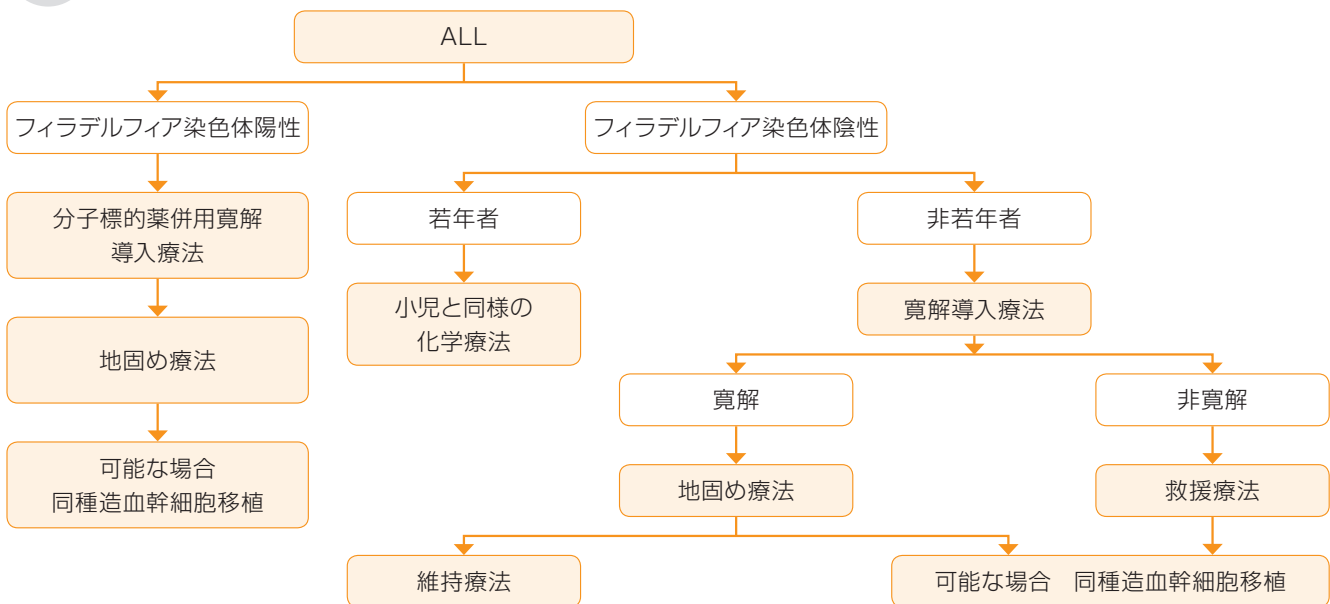 ALL
フィラデルフィア染色体陽性
フィラデルフィア染色体陰性
分子標的薬併用寛解
導入療法
若年者
非若年者
地固め療法
小児と同様の
化学療法
寛解導入療法
寛解
非寛解
可能な場合
同種造血幹細胞移植
地固め療法
救援療法
維持療法
可能な場合　同種造血幹細胞移植